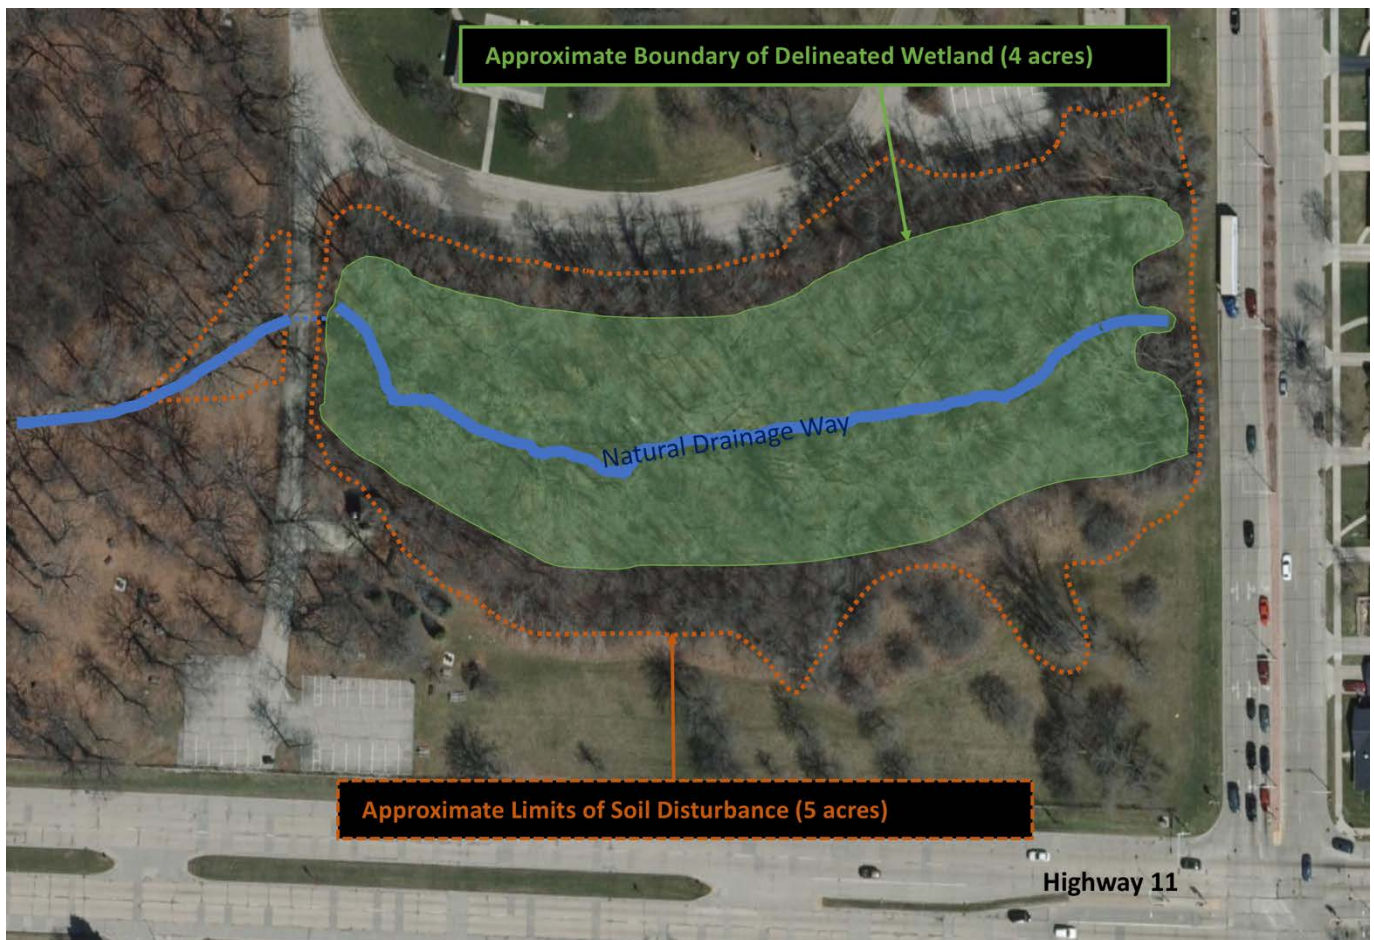 Approximate Boundary of Delineated Wetland (4 acres)
Natural Drainage Way
Approximate Limits of Soil Disturbance (5 acres)
Highway 11